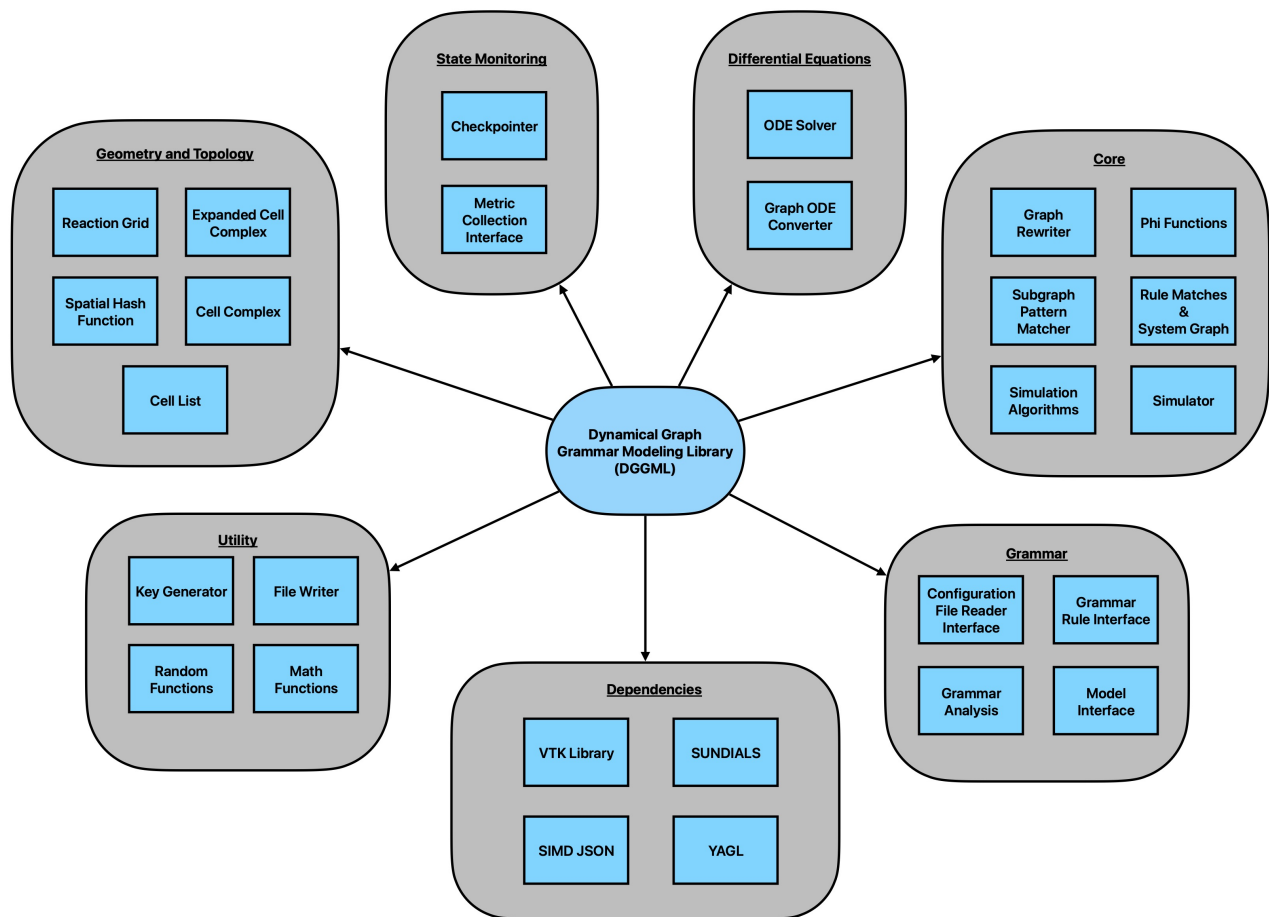 State Monitoring
Checkpointer
Metric
Collection
Interface
Differential Equations
ODE Solver
Graph ODE
Converter
Geometry and Topology
Reaction Grid
Expanded Cell
Complex
Spatial Hash
Function
Cell Complex
Cell List
Core
Graph
Rewriter
Phi Functions
Subgraph
Pattern
Matcher
Rule Matches
&
System Graph
Simulation
Algorithms
Simulator
Dynamical Graph
Grammar Modeling Library
(DGGML)
Utility
Key Generator
File Writer
Random
Functions
Math
Functions
Dependencies
VTK Library
SUNDIALS
SIMD JSON
YAGL
Grammar
Configuration
File Reader
Interface
Grammar
Rule Interface
Grammar
Analysis
Model
Interface